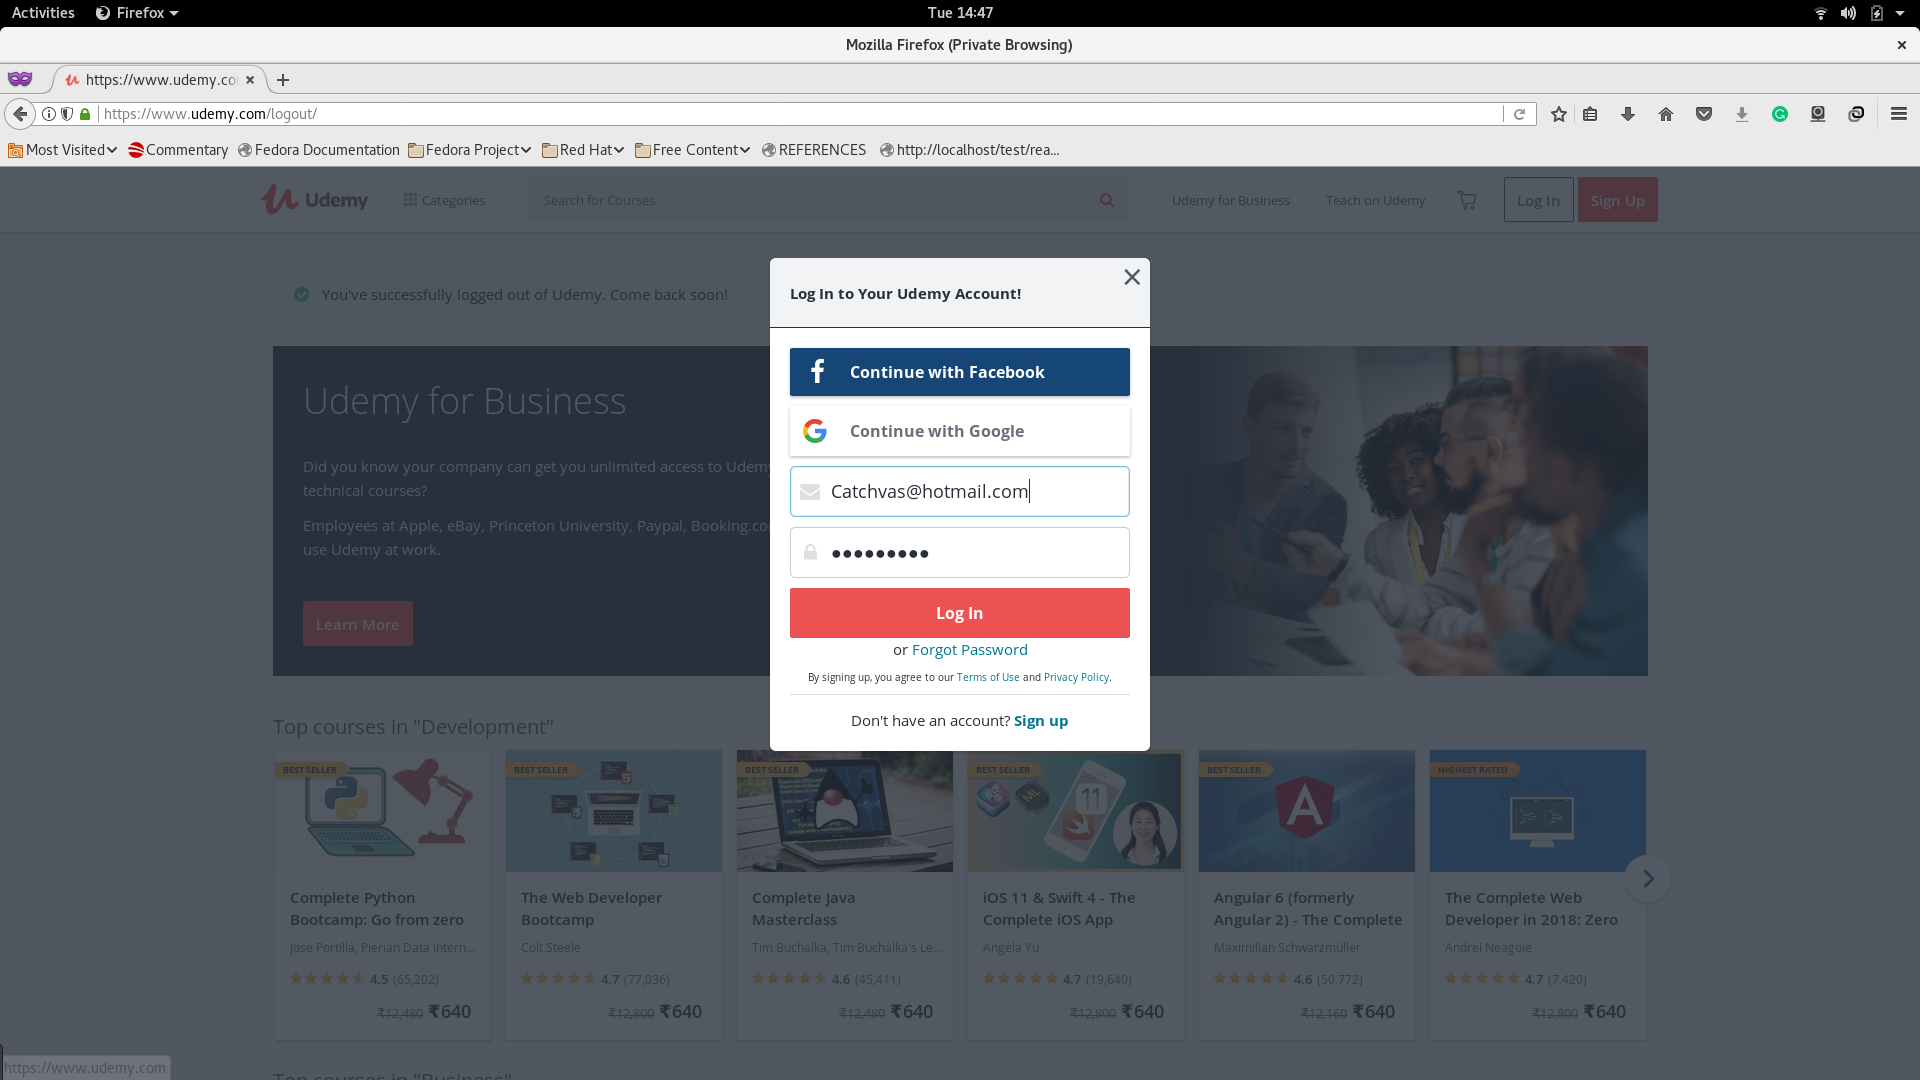 Activities
Firefox
Tue 14:47
Mozilla Firefox (Private Browsing)
https://www.udemy.co
https://www.udemy.com/logout/
Most Visited
Commentary
Fedora Documentation
Fedora Project
Red Hat
Free Content
REFERENCES
http://localhost/test/rea...
Udemy
Categories
Search for Courses
Udemy for Business
Teach on Udemy
Log In
Sign Up
You've successfully logged out of Udemy. Come back soon!
Log In to Your Udemy Account!
Continue with Facebook
Continue with Google
Catchvas@hotmail.com
Log In
or Forgot Password
By signing up, you agree to our Terms of Use and Privacy Policy.
Don't have an account? Sign up
Udemy for Business
Did you know your company can get you unlimited access to Udemy
technical courses?
Employees at Apple, eBay, Princeton University, Paypal, Booking.co
use Udemy at work.
Learn More
Top courses in "Development"
BEST SELLER
Complete Python
Bootcamp: Go from zero
Jose Portilla, Pierian Data Intern...
4.5 (65,202)
₹12,480 ₹640
BEST SELLER
The Web Developer
Bootcamp
Colt Steele
4.7 (77,036)
₹12,800 ₹640
BEST SELLER
Complete Java
Masterclass
Tim Buchalka, Tim Buchalka's Le...
4.6 (45,411)
₹12,480 ₹640
BEST SELLER
ML
11
iOS 11 & Swift 4 - The
Complete iOS App
Angela Yu
4.7 (19,640)
₹12,800 ₹640
BEST SELLER
A
Angular 6 (formerly
Angular 2) - The Complete
Maximilian Schwarzmüller
4.6 (50,772)
₹12,160 ₹640
HIGHEST RATED
The Complete Web
Developer in 2018: Zero
Andrei Neagoie
4.7 (7,420)
₹12,800 ₹640
https://www.udemy.com
Top courses in "Business"